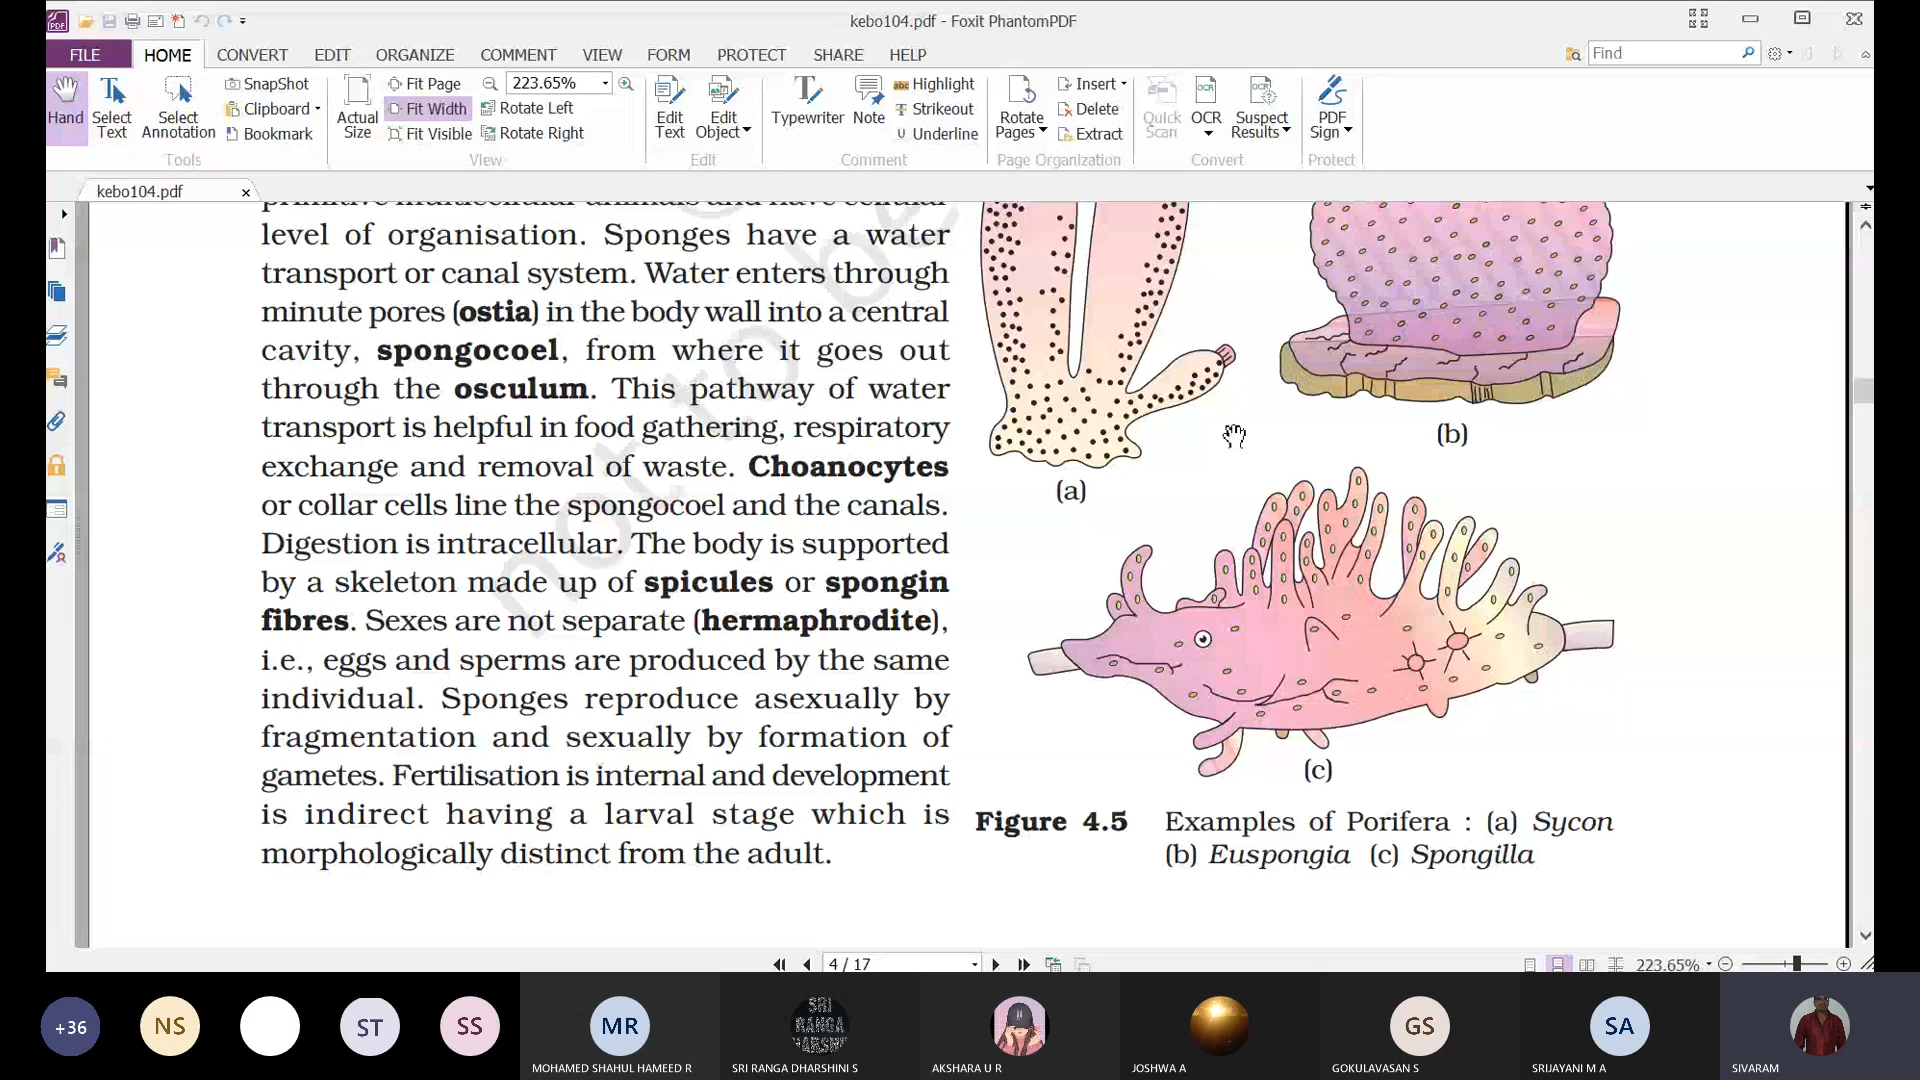 kebo104.pdf - Foxit PhantomPDF
FILE HOME CONVERT EDIT ORGANIZE COMMENT VIEW FORM PROTECT SHARE HELP
Find
Hand
Select Text
Select Annotation
SnapShot
Clipboard
Bookmark
Tools
Actual Size
Fit Page
Fit Width
Fit Visible
223.65%
Rotate Left
Rotate Right
View
Edit Text
Edit Object
Edit
Typewriter
Note
Highlight
Strikeout
Underline
Comment
Rotate Pages
Insert
Delete
Extract
Page Organization
Quick Scan
OCR
Suspect Results
Convert
PDF Sign
Protect
kebo104.pdf
primitive multicellular animals and have cellular
level of organisation. Sponges have a water
transport or canal system. Water enters through
minute pores (ostia) in the body wall into a central
cavity, spongocoel, from where it goes out
through the osculum. This pathway of water
transport is helpful in food gathering, respiratory
exchange and removal of waste. Choanocytes
or collar cells line the spongocoel and the canals.
Digestion is intracellular. The body is supported
by a skeleton made up of spicules or spongin
fibres. Sexes are not separate (hermaphrodite),
i.e., eggs and sperms are produced by the same
individual. Sponges reproduce asexually by
fragmentation and sexually by formation of
gametes. Fertilisation is internal and development
is indirect having a larval stage which is
morphologically distinct from the adult.
not to be
(a)
(b)
(c)
Figure 4.5 Examples of Porifera : (a) Sycon
(b) Euspongia (c) Spongilla
4 / 17
223.65%
+36
NS
ST
SS
MR
MOHAMED SHAHUL HAMEED R
SRI RANGA DHARSHINI S
AKSHARA U R
JOSHWA A
GS
GOKULAVASAN S
SA
SRIJAYANI M A
SIVARAM